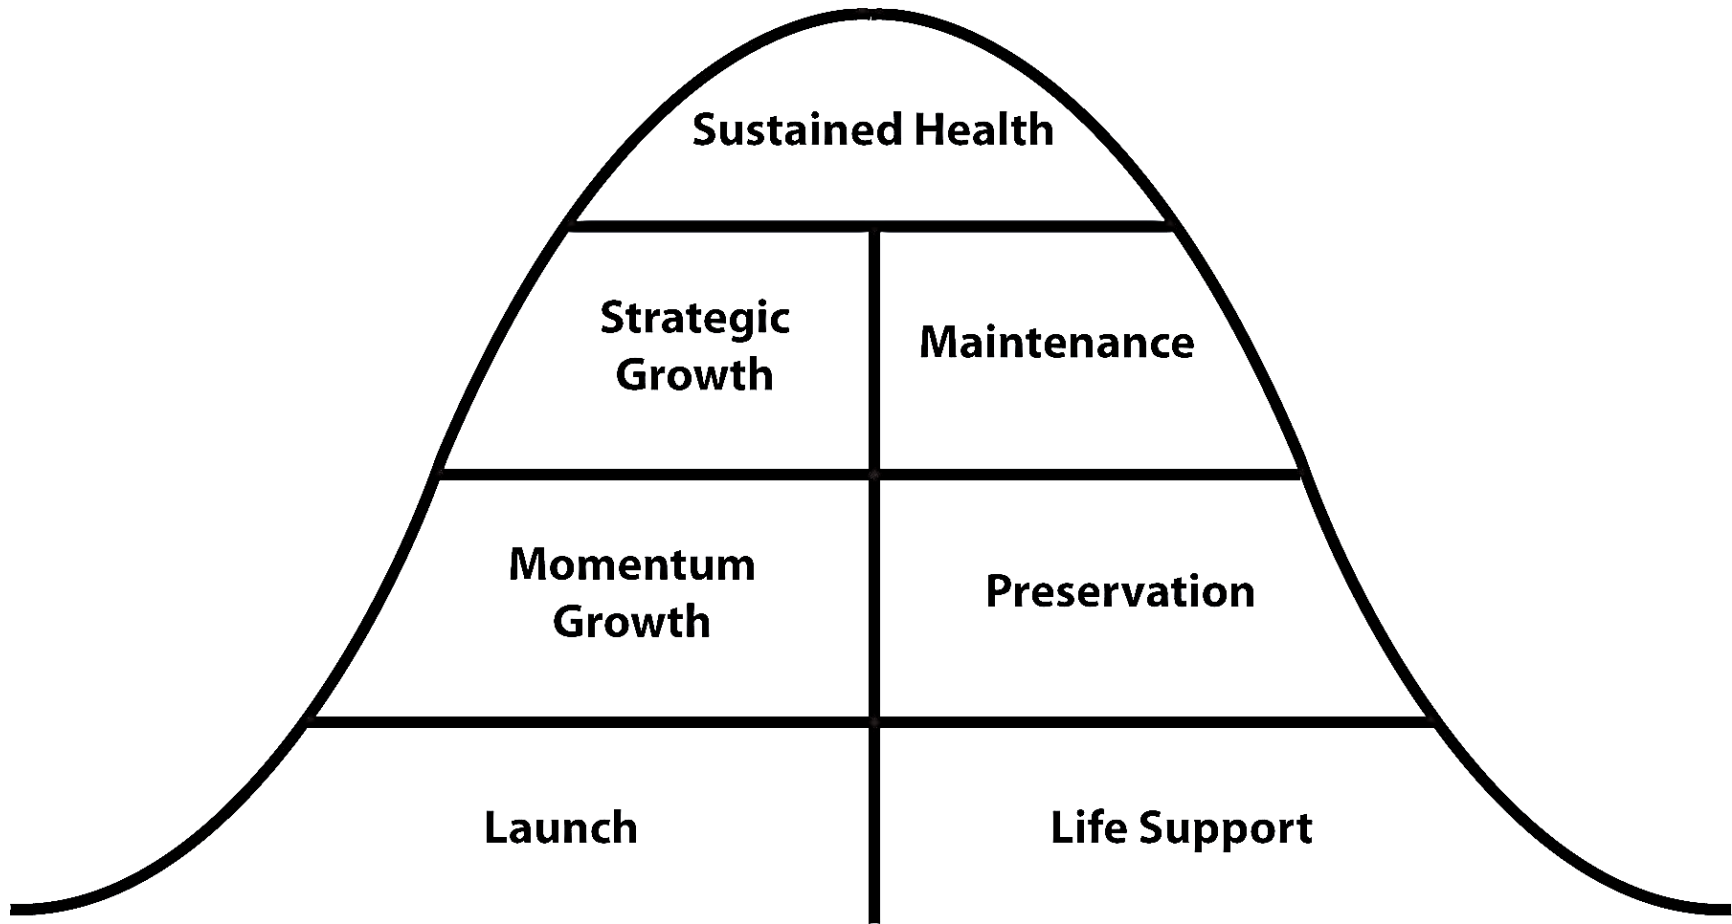 Sustained Health
Strategic
Growth
Maintenance
Momentum
Growth
Preservation
Launch
Life Support